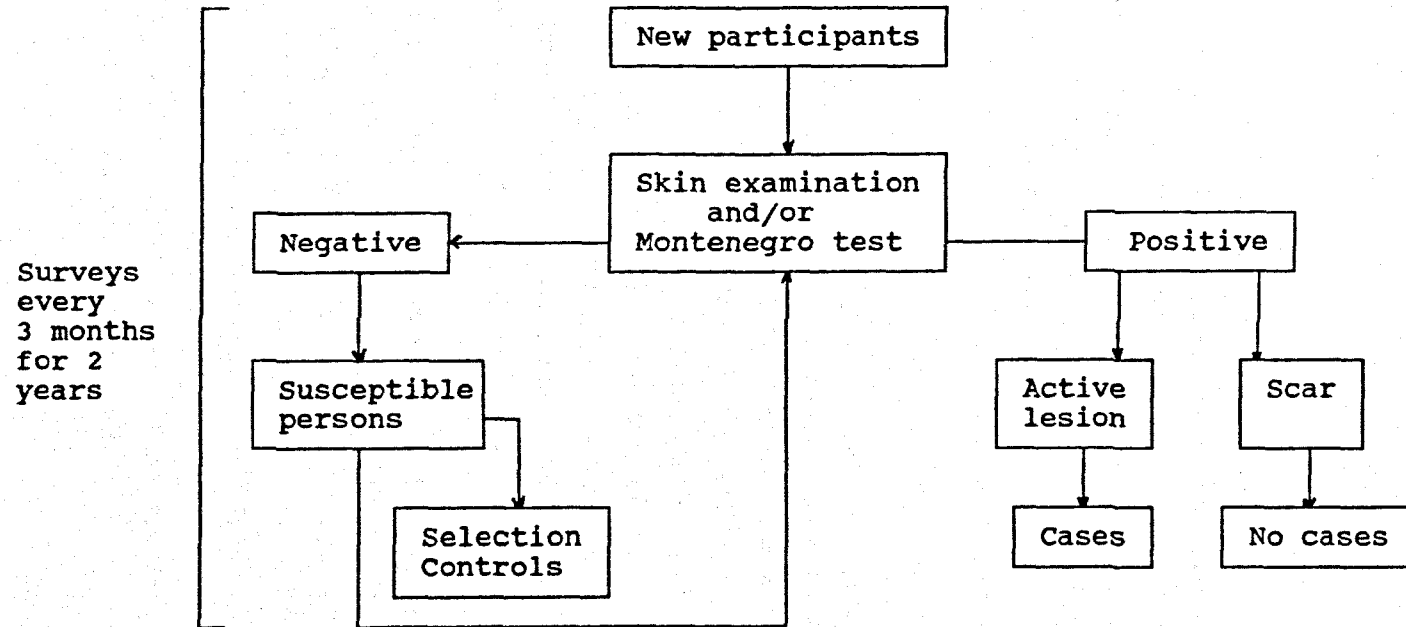 New participants
Skin examination
and/or
Montenegro test
Negative
Positive
Surveys
every
3 months
for 2
years
Susceptible
persons
Active
lesion
Scar
Selection
Controls
Cases
No cases